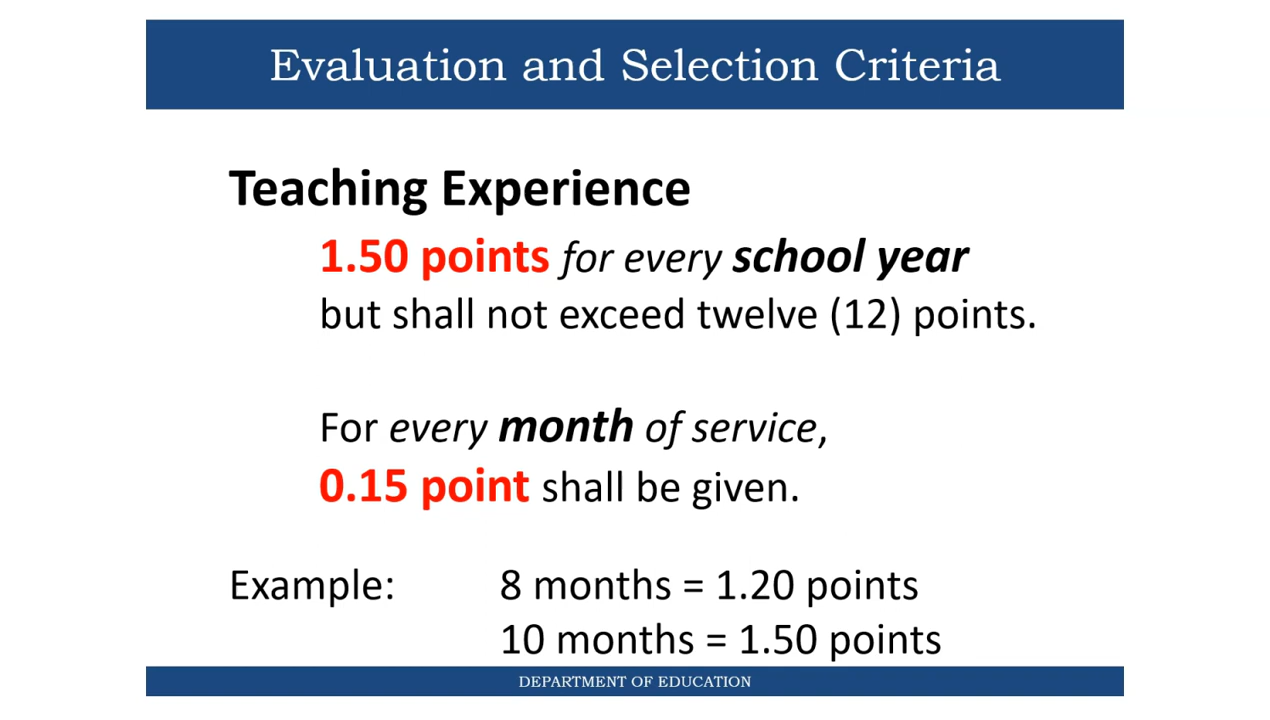 Evaluation and Selection Criteria
Teaching Experience
1.50 points for every school year
but shall not exceed twelve (12) points.
For every month of service,
0.15 point shall be given.
Example: 8 months = 1.20 points
10 months = 1.50 points
DEPARTMENT OF EDUCATION